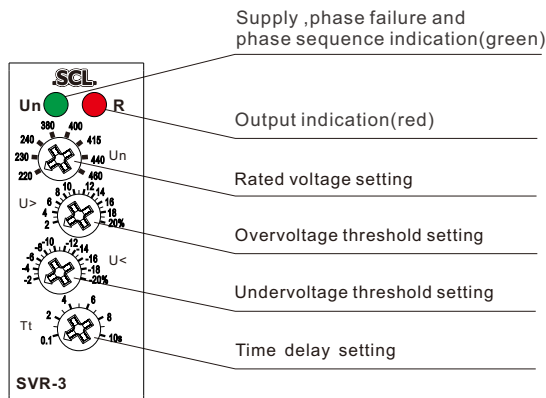 Supply ,phase failure and
phase sequence indication(green)
.SCL.
Un R
Output indication(red)
380 400
240 415
230 440 Un
220 460
Rated voltage setting
U> 2 4 6 8 10 12 14 16 18 20%
Overvoltage threshold setting
U< -2 -4 -6 -8 -10 -12 -14 -16 -18 -20%
Undervoltage threshold setting
Tt 0.1 2 4 6 8 10s
Time delay setting
SVR-3